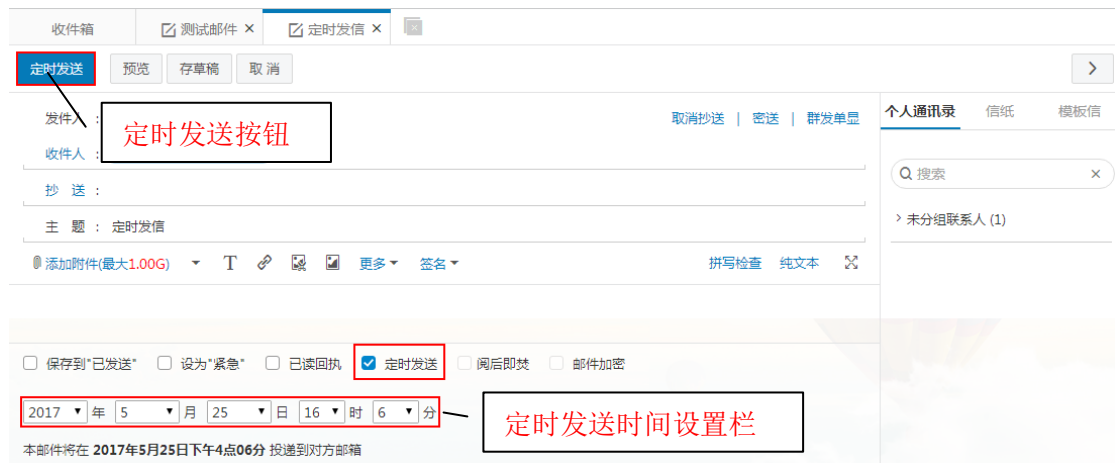 收件箱 测试邮件 × 定时发信 ×
定时发送 预览 存草稿 取 消
发件人 : 取消抄送 | 密送 | 群发单显
定时发送按钮
收件人 :
抄 送 :
主 题 : 定时发信
添加附件(最大1.00G) T 更多 签名 拼写检查 纯文本
个人通讯录 信纸 模板信
搜索 ×
> 未分组联系人 (1)
保存到"已发送" 设为"紧急" 已读回执 定时发送 阅后即焚 邮件加密
2017 年 5 月 25 日 16 时 6 分
定时发送时间设置栏
本邮件将在 2017年5月25日下午4点06分 投递到对方邮箱